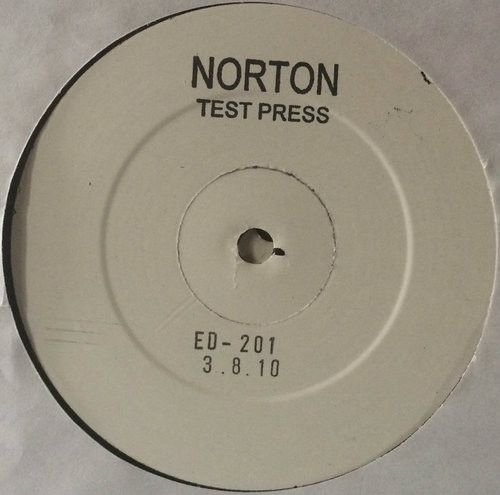 NORTON
TEST PRESS
ED-201
3.8.10